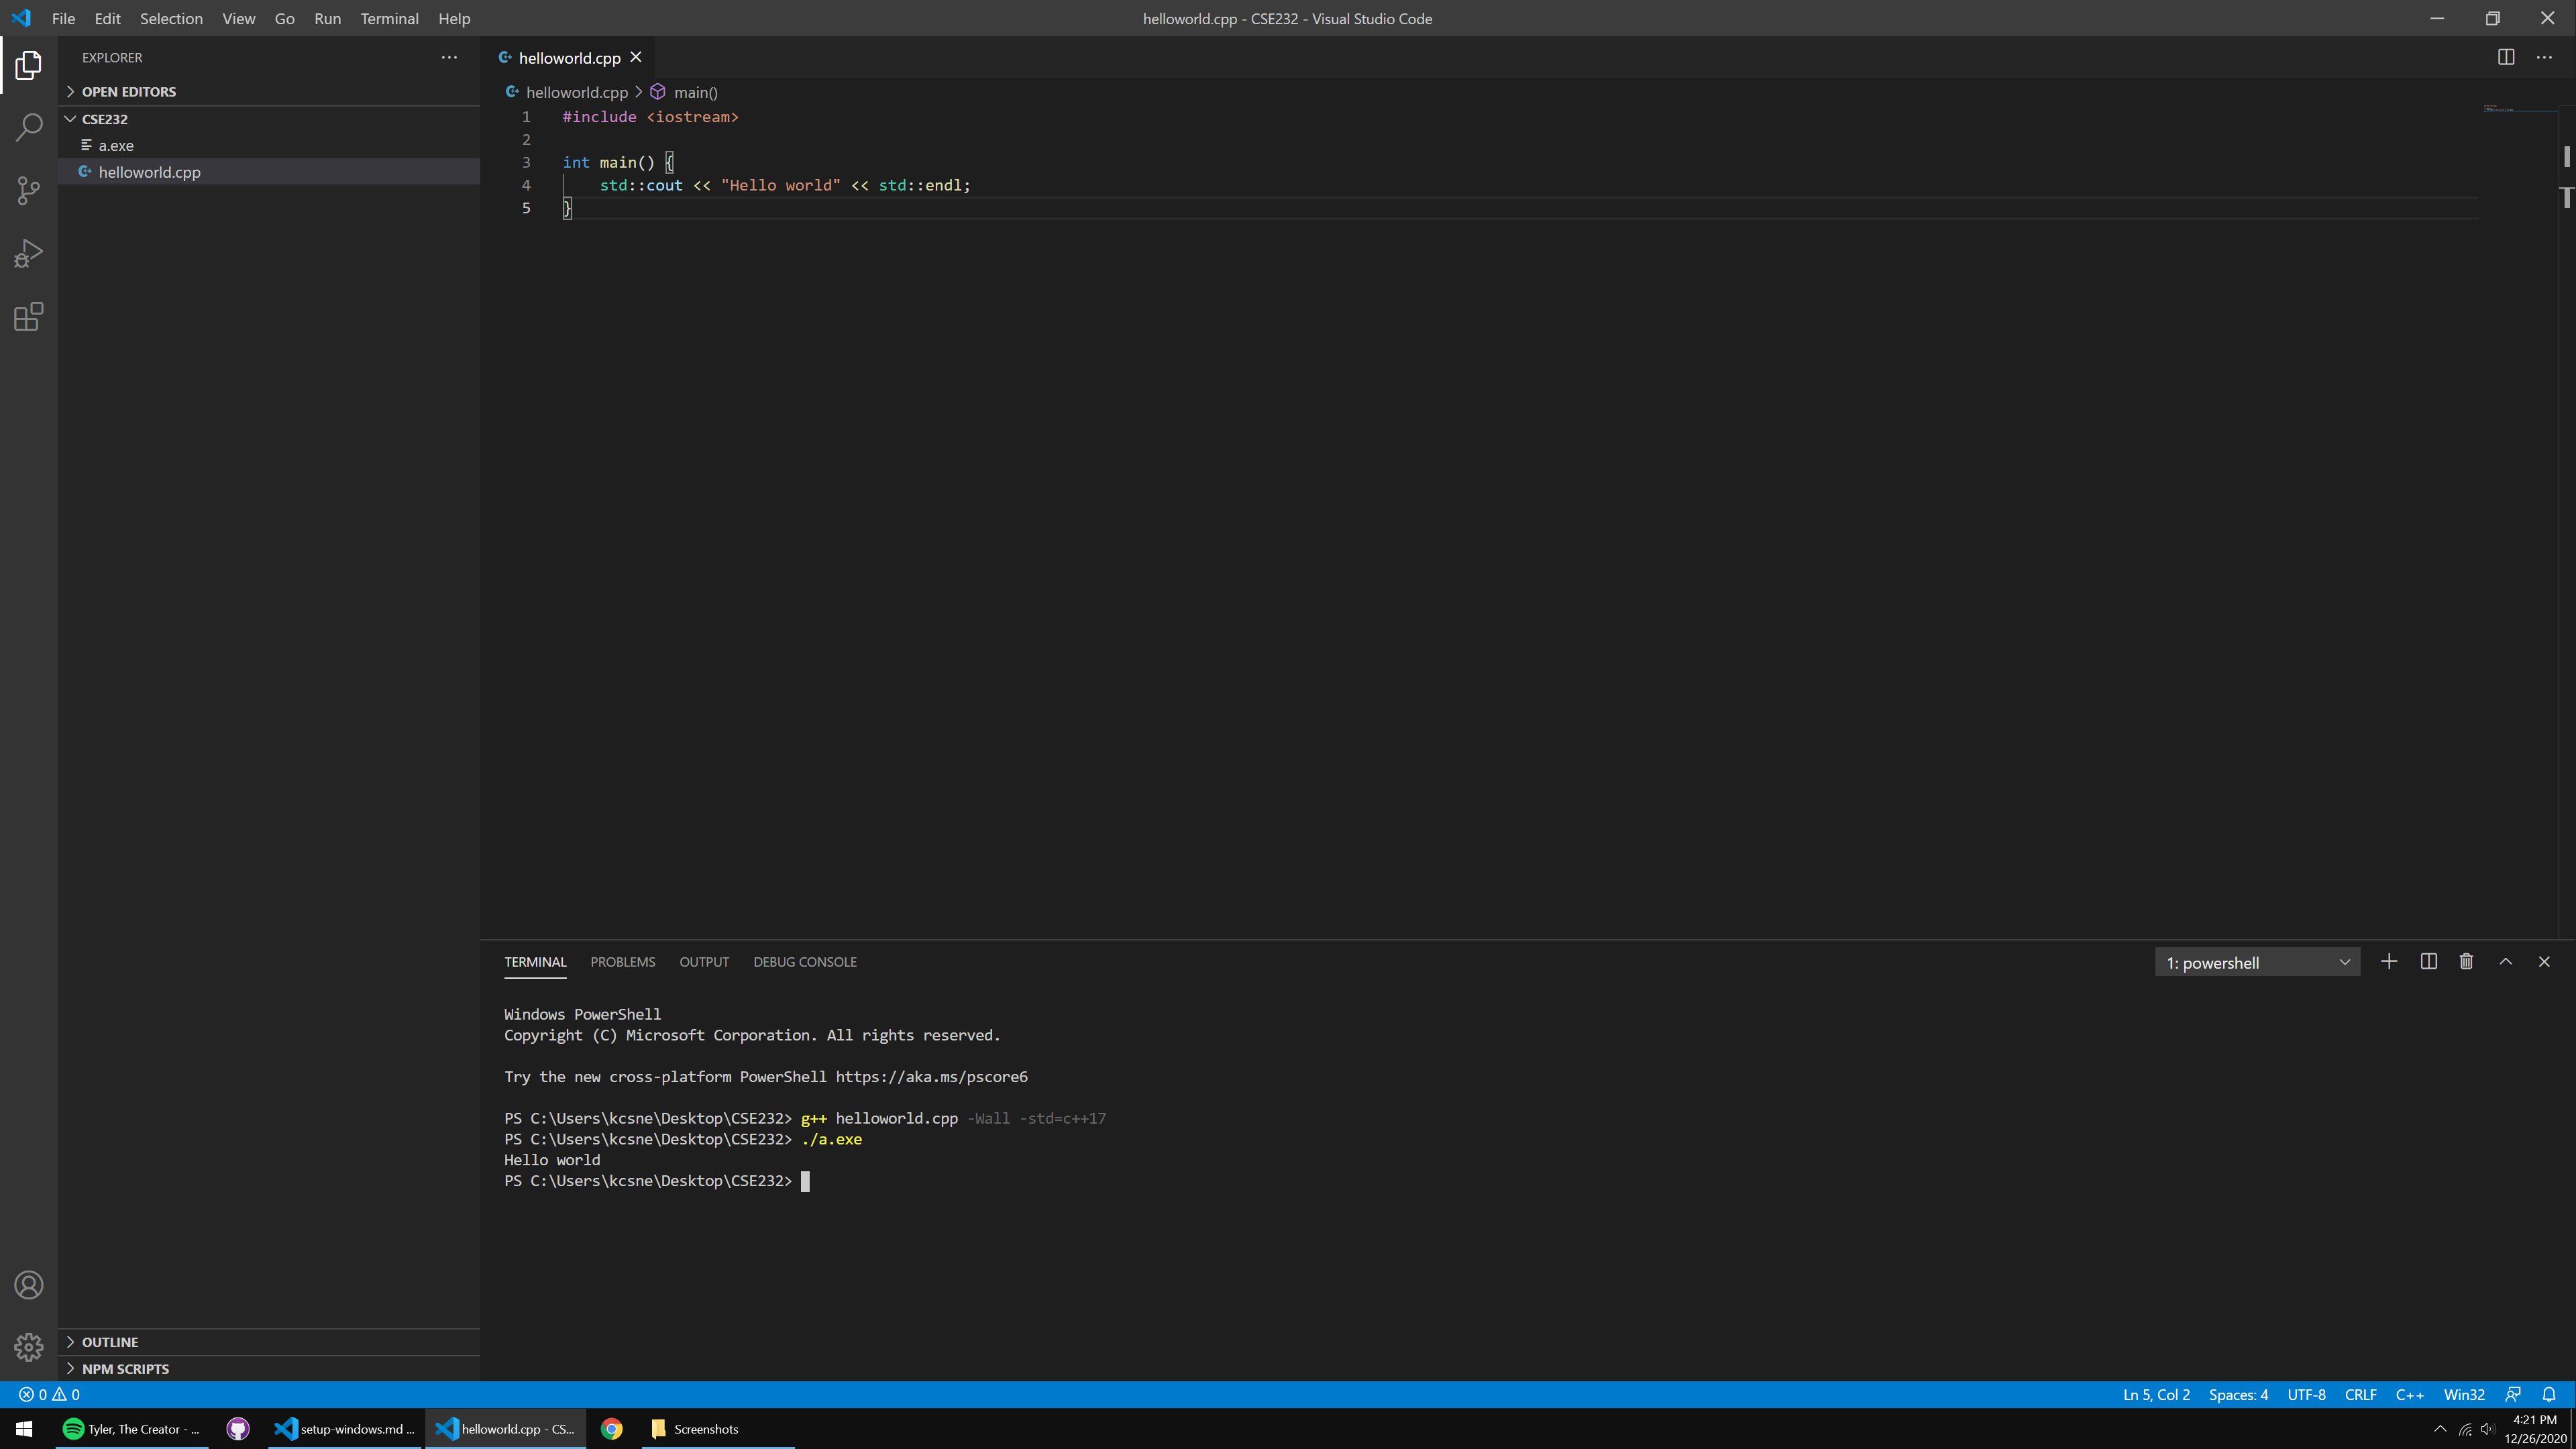 File Edit Selection View Go Run Terminal Help
helloworld.cpp - CSE232 - Visual Studio Code
EXPLORER
OPEN EDITORS
CSE232
a.exe
helloworld.cpp
helloworld.cpp
helloworld.cpp main()
1 #include <iostream>
2
3 int main() {
4 std::cout << "Hello world" << std::endl;
5 }
TERMINAL PROBLEMS OUTPUT DEBUG CONSOLE
1: powershell
Windows PowerShell
Copyright (C) Microsoft Corporation. All rights reserved.
Try the new cross-platform PowerShell https://aka.ms/pscore6
PS C:\Users\kcsne\Desktop\CSE232> g++ helloworld.cpp -Wall -std=c++17
PS C:\Users\kcsne\Desktop\CSE232> ./a.exe
Hello world
PS C:\Users\kcsne\Desktop\CSE232>
OUTLINE
NPM SCRIPTS
0 0
Ln 5, Col 2 Spaces: 4 UTF-8 CRLF C++ Win32
Tyler, The Creator - ...
setup-windows.md ...
helloworld.cpp - CS...
Screenshots
4:21 PM
12/26/2020